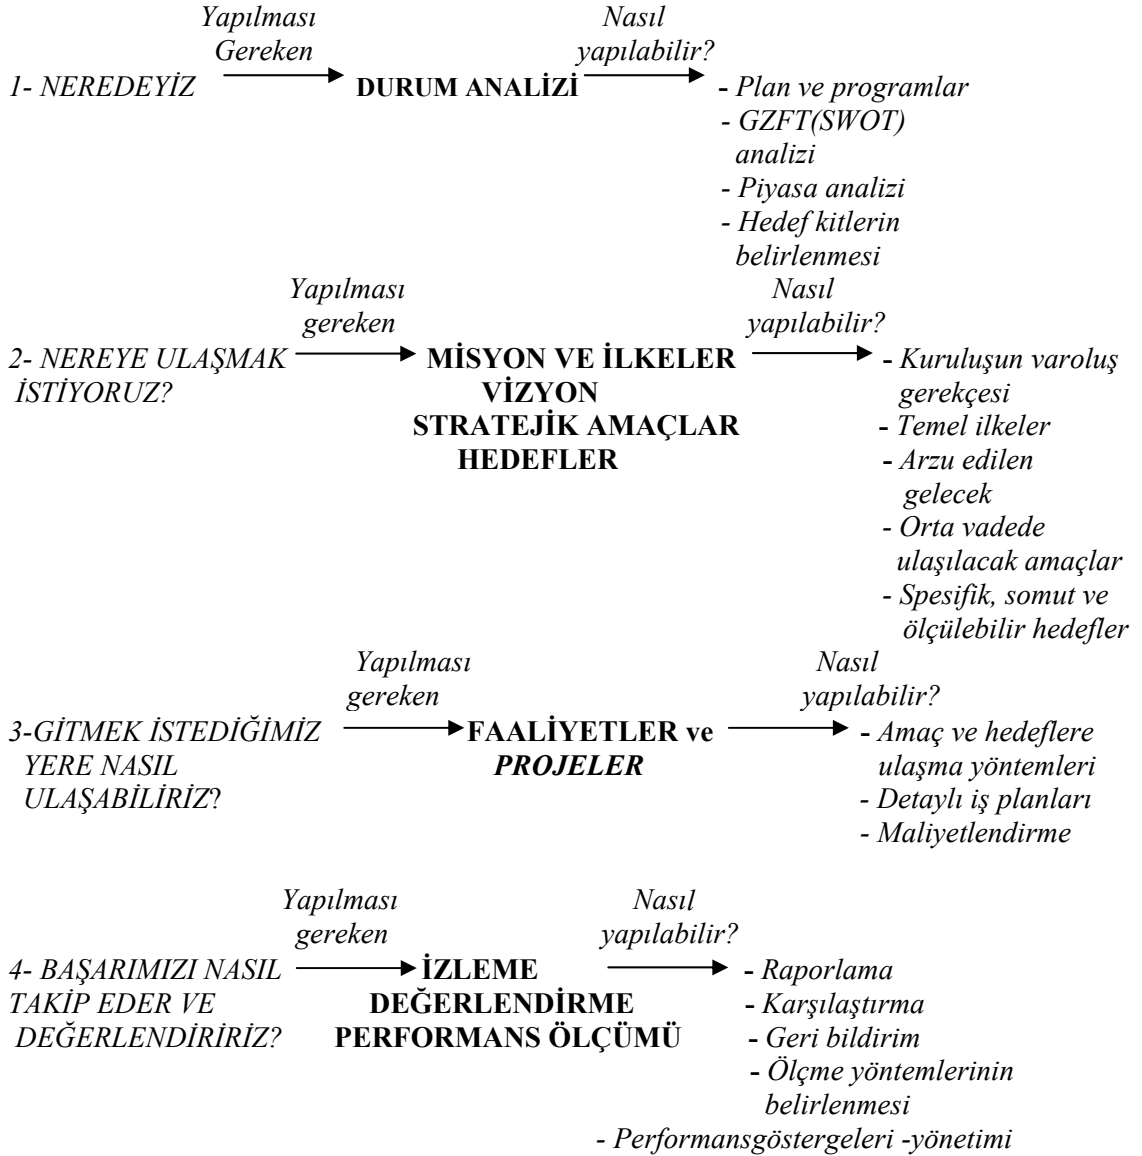 Yapılması Nasıl
Gereken yapılabilir?
1- NEREDEYİZ DURUM ANALİZİ - Plan ve programlar
- GZFT(SWOT)
analizi
- Piyasa analizi
- Hedef kitlerin
belirlenmesi
Yapılması Nasıl
gereken yapılabilir?
2- NEREYE ULAŞMAK MİSYON VE İLKELER - Kuruluşun varoluş
İSTİYORUZ? VİZYON gerekçesi
STRATEJİK AMAÇLAR - Temel ilkeler
HEDEFLER - Arzu edilen
gelecek
- Orta vadede
ulaşılacak amaçlar
- Spesifik, somut ve
ölçülebilir hedefler
Yapılması Nasıl
gereken yapılabilir?
3-GİTMEK İSTEDİĞİMİZ FAALİYETLER ve - Amaç ve hedeflere
YERE NASIL PROJELER ulaşma yöntemleri
ULAŞABİLİRİZ? - Detaylı iş planları
- Maliyetlendirme
Yapılması Nasıl
gereken yapılabilir?
4- BAŞARIMIZI NASIL İZLEME - Raporlama
TAKİP EDER VE DEĞERLENDİRME - Karşılaştırma
DEĞERLENDİRİRİZ? PERFORMANS ÖLÇÜMÜ - Geri bildirim
- Ölçme yöntemlerinin
belirlenmesi
- Performansgöstergeleri -yönetimi